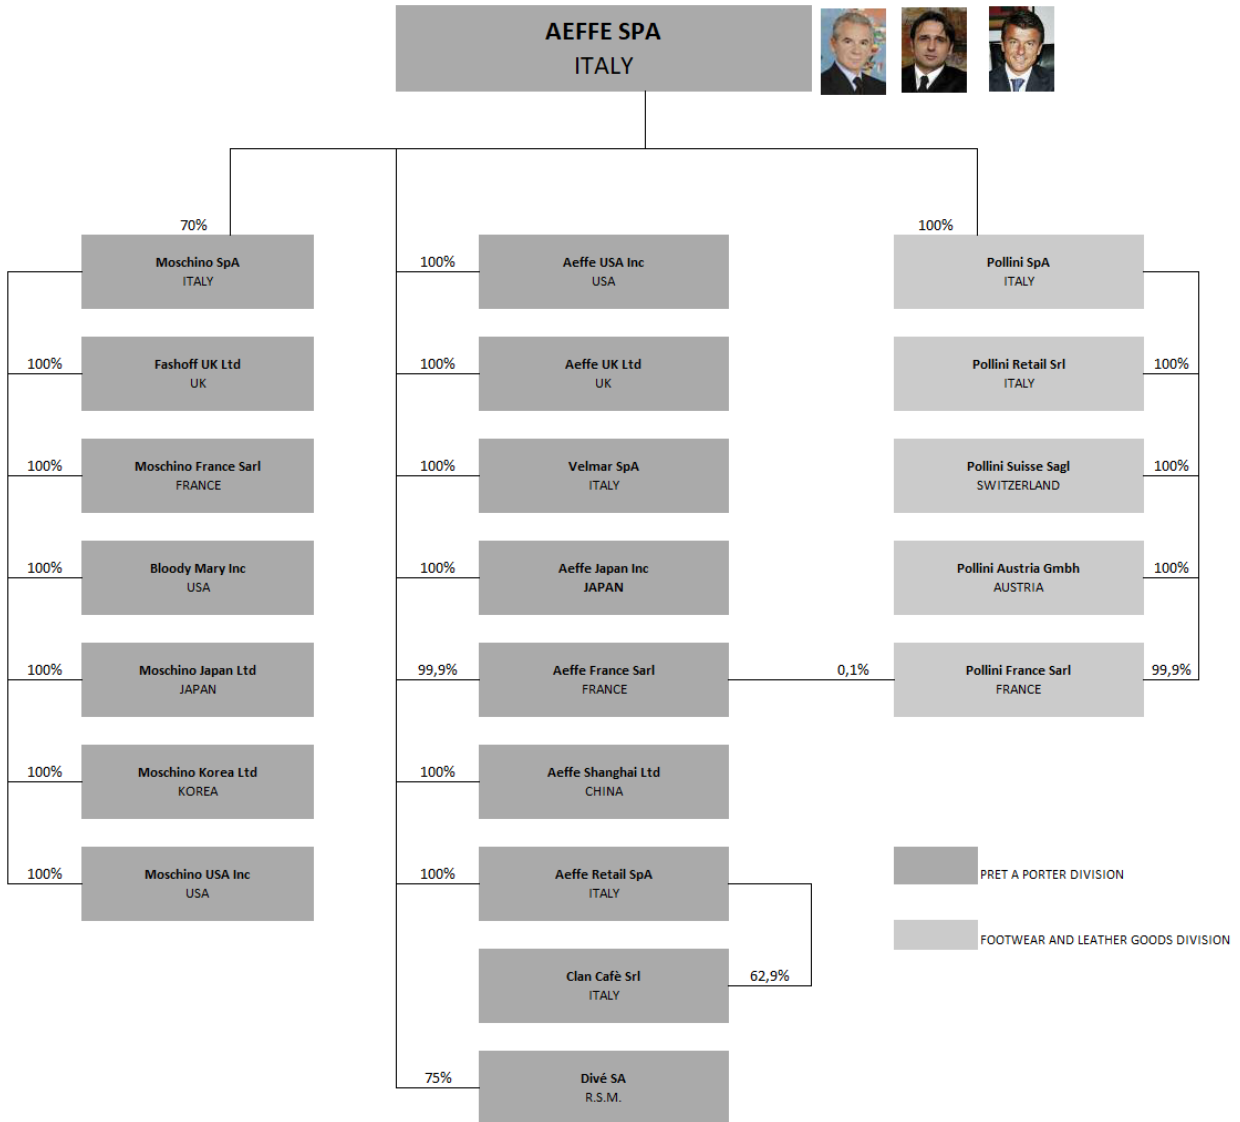 AEFFE SPA
ITALY
70%
100%
Moschino SpA
ITALY
100%
Aeffe USA Inc
USA
Pollini SpA
ITALY
100%
Fashoff UK Ltd
UK
100%
Aeffe UK Ltd
UK
Pollini Retail Srl
ITALY
100%
100%
Moschino France Sarl
FRANCE
100%
Velmar SpA
ITALY
Pollini Suisse Sagl
SWITZERLAND
100%
100%
Bloody Mary Inc
USA
100%
Aeffe Japan Inc
JAPAN
Pollini Austria Gmbh
AUSTRIA
100%
100%
Moschino Japan Ltd
JAPAN
99,9%
Aeffe France Sarl
FRANCE
0,1%
Pollini France Sarl
FRANCE
99,9%
100%
Moschino Korea Ltd
KOREA
100%
Aeffe Shanghai Ltd
CHINA
100%
Moschino USA Inc
USA
100%
Aeffe Retail SpA
ITALY
PRET A PORTER DIVISION
FOOTWEAR AND LEATHER GOODS DIVISION
Clan Cafè Srl
ITALY
62,9%
75%
Divé SA
R.S.M.